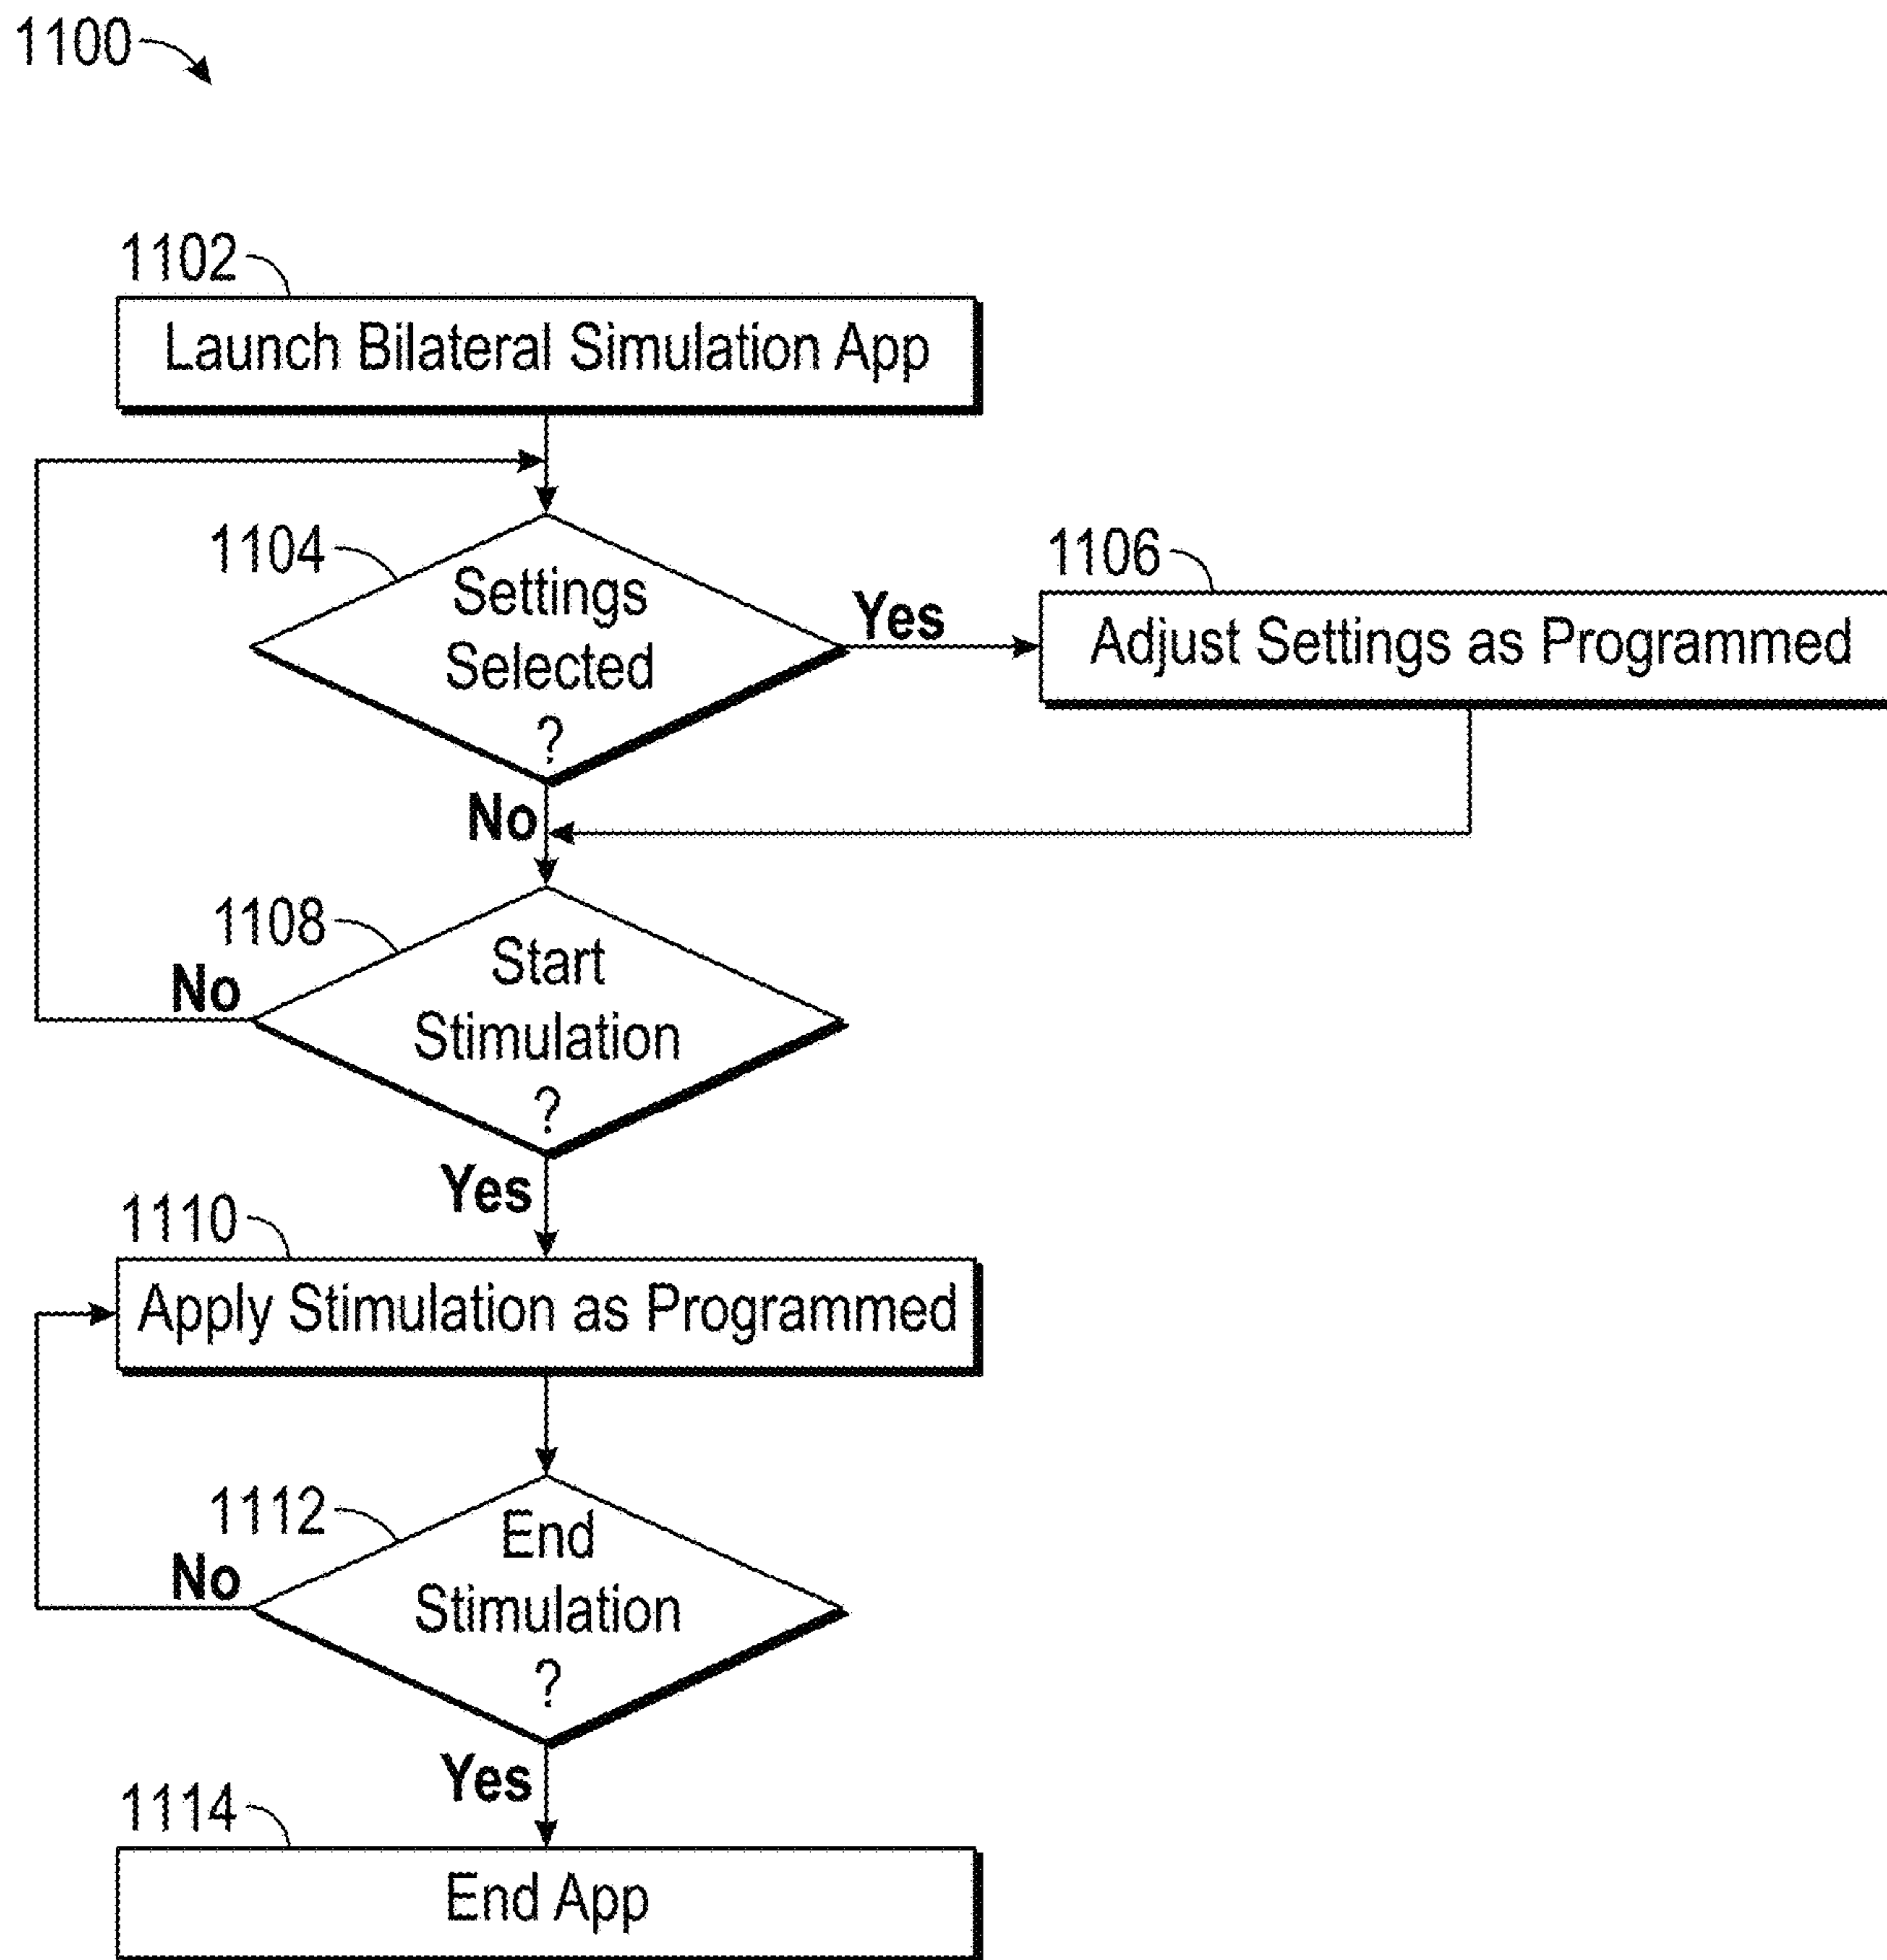 1100
1102
Launch Bilateral Simulation App
1104
Settings
Selected
?
Yes
1106
Adjust Settings as Programmed
No
1108
Start
Stimulation
?
No
Yes
1110
Apply Stimulation as Programmed
1112
End
Stimulation
?
No
Yes
1114
End App